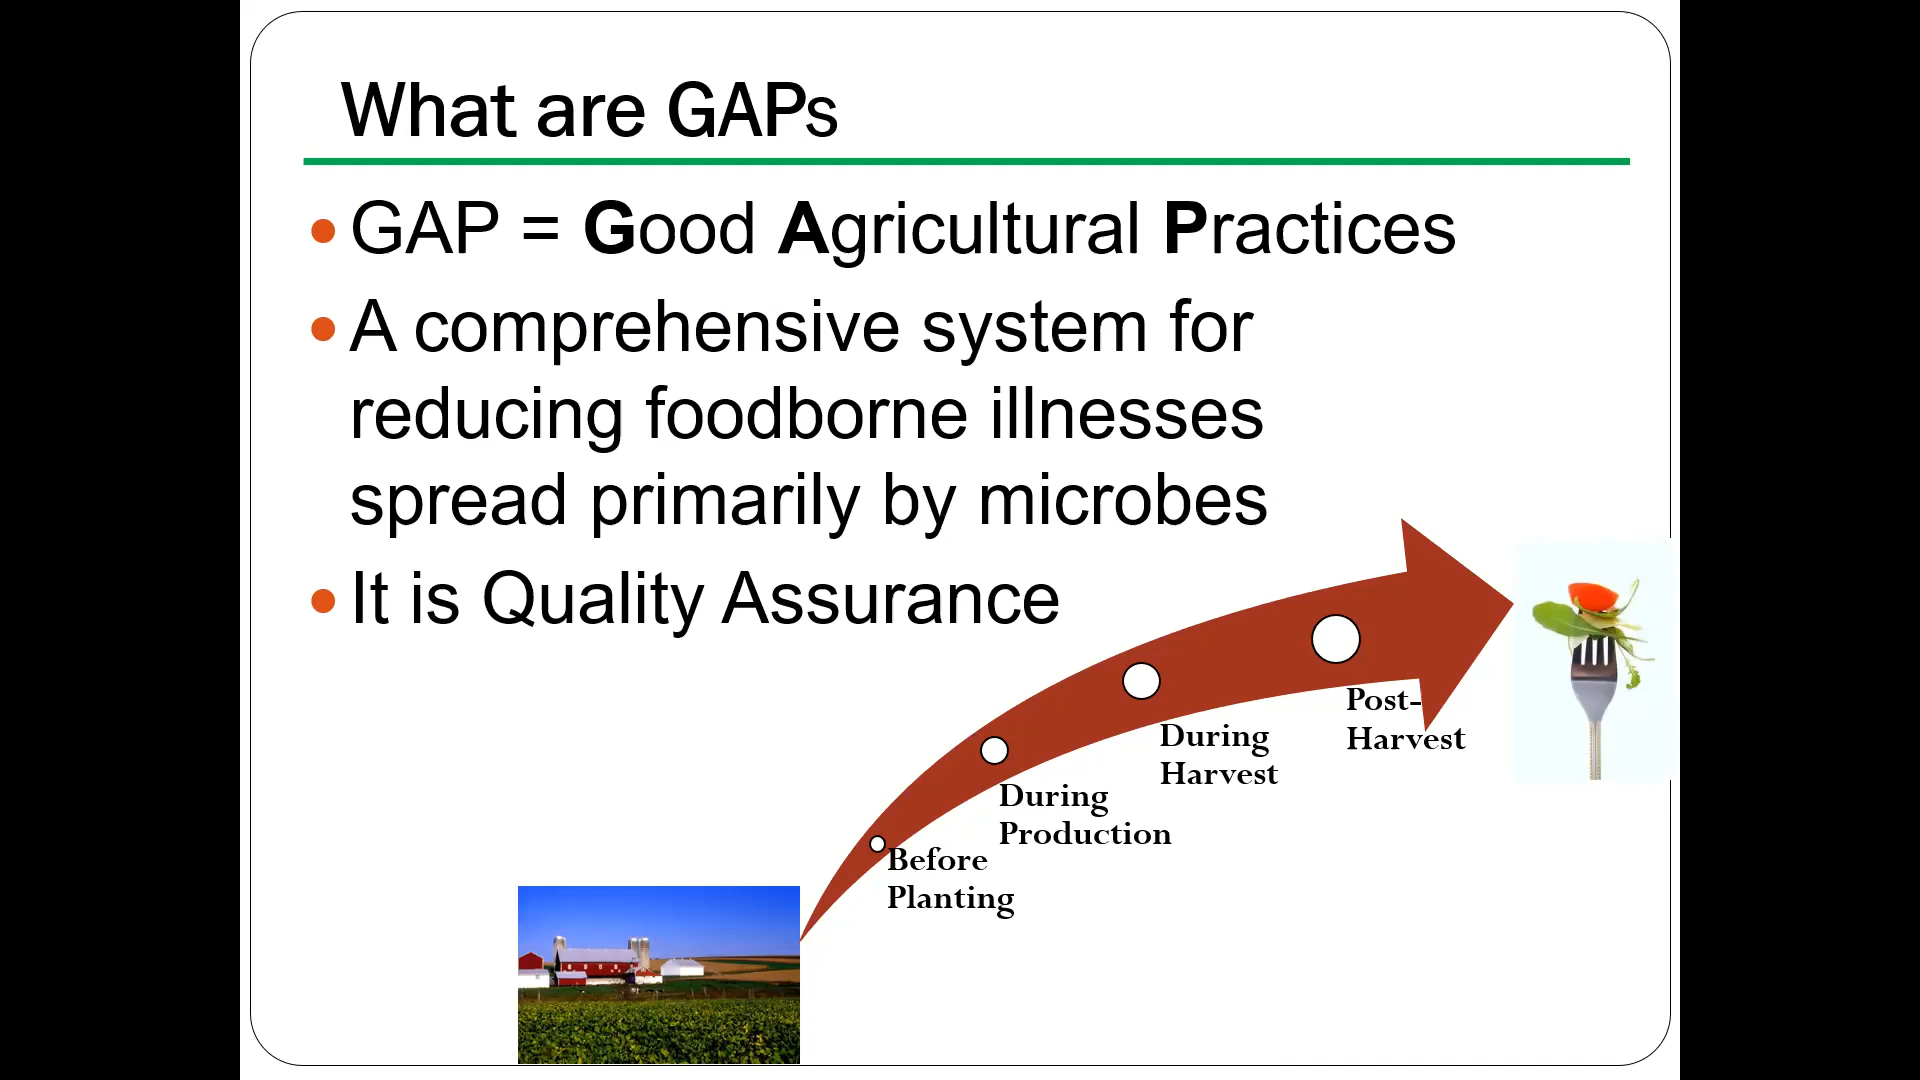 What are GAPs
GAP = Good Agricultural Practices
A comprehensive system for
reducing foodborne illnesses
spread primarily by microbes
It is Quality Assurance
Before
Planting
During
Production
During
Harvest
Post-
Harvest